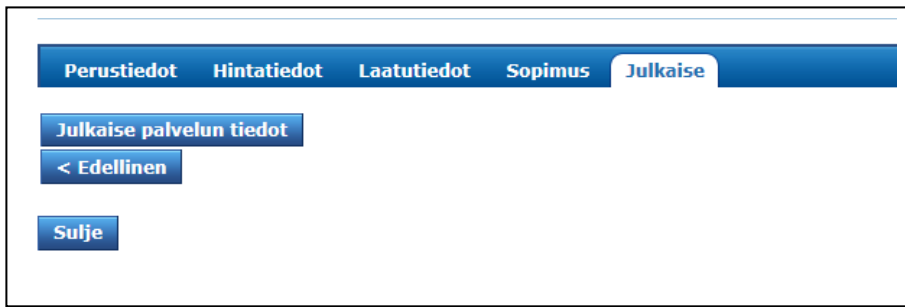 Perustiedot Hintatiedot Laatutiedot Sopimus Julkaise
Julkaise palvelun tiedot
< Edellinen
Sulje